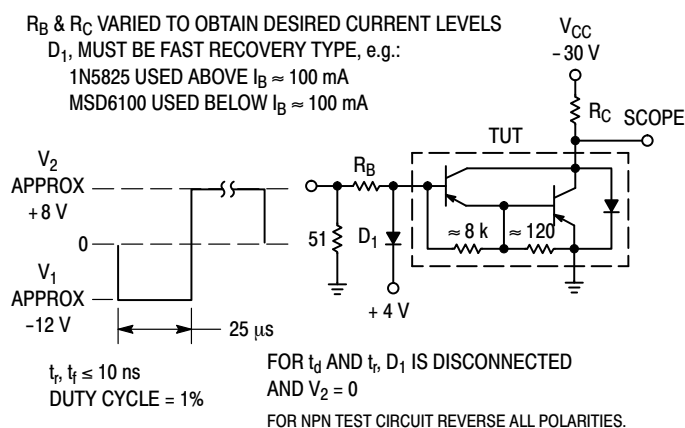 R_B & R_C VARIED TO OBTAIN DESIRED CURRENT LEVELS
D_1, MUST BE FAST RECOVERY TYPE, e.g.:
1N5825 USED ABOVE I_B ≈ 100 mA
MSD6100 USED BELOW I_B ≈ 100 mA
V_CC
-30 V
R_C
SCOPE
TUT
V_2
APPROX
+8 V
0
V_1
APPROX
-12 V
25 μs
R_B
51
D_1
+ 4 V
≈ 8 k
≈ 120
t_r, t_f ≤ 10 ns
DUTY CYCLE = 1%
FOR t_d AND t_r, D_1 IS DISCONNECTED
AND V_2 = 0
FOR NPN TEST CIRCUIT REVERSE ALL POLARITIES.